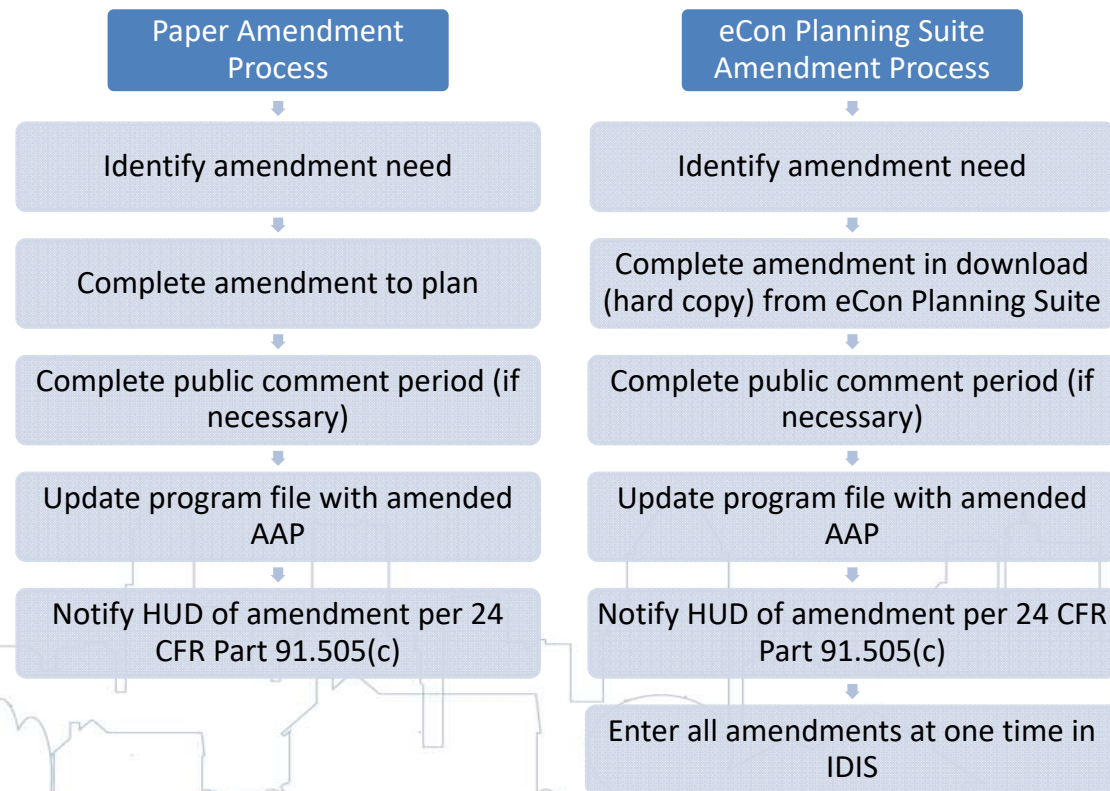 Paper Amendment
Process
Identify amendment need
Complete amendment to plan
Complete public comment period (if
necessary)
Update program file with amended
AAP
Notify HUD of amendment per 24
CFR Part 91.505(c)
eCon Planning Suite
Amendment Process
Identify amendment need
Complete amendment in download
(hard copy) from eCon Planning Suite
Complete public comment period (if
necessary)
Update program file with amended
AAP
Notify HUD of amendment per 24 CFR
Part 91.505(c)
Enter all amendments at one time in
IDIS